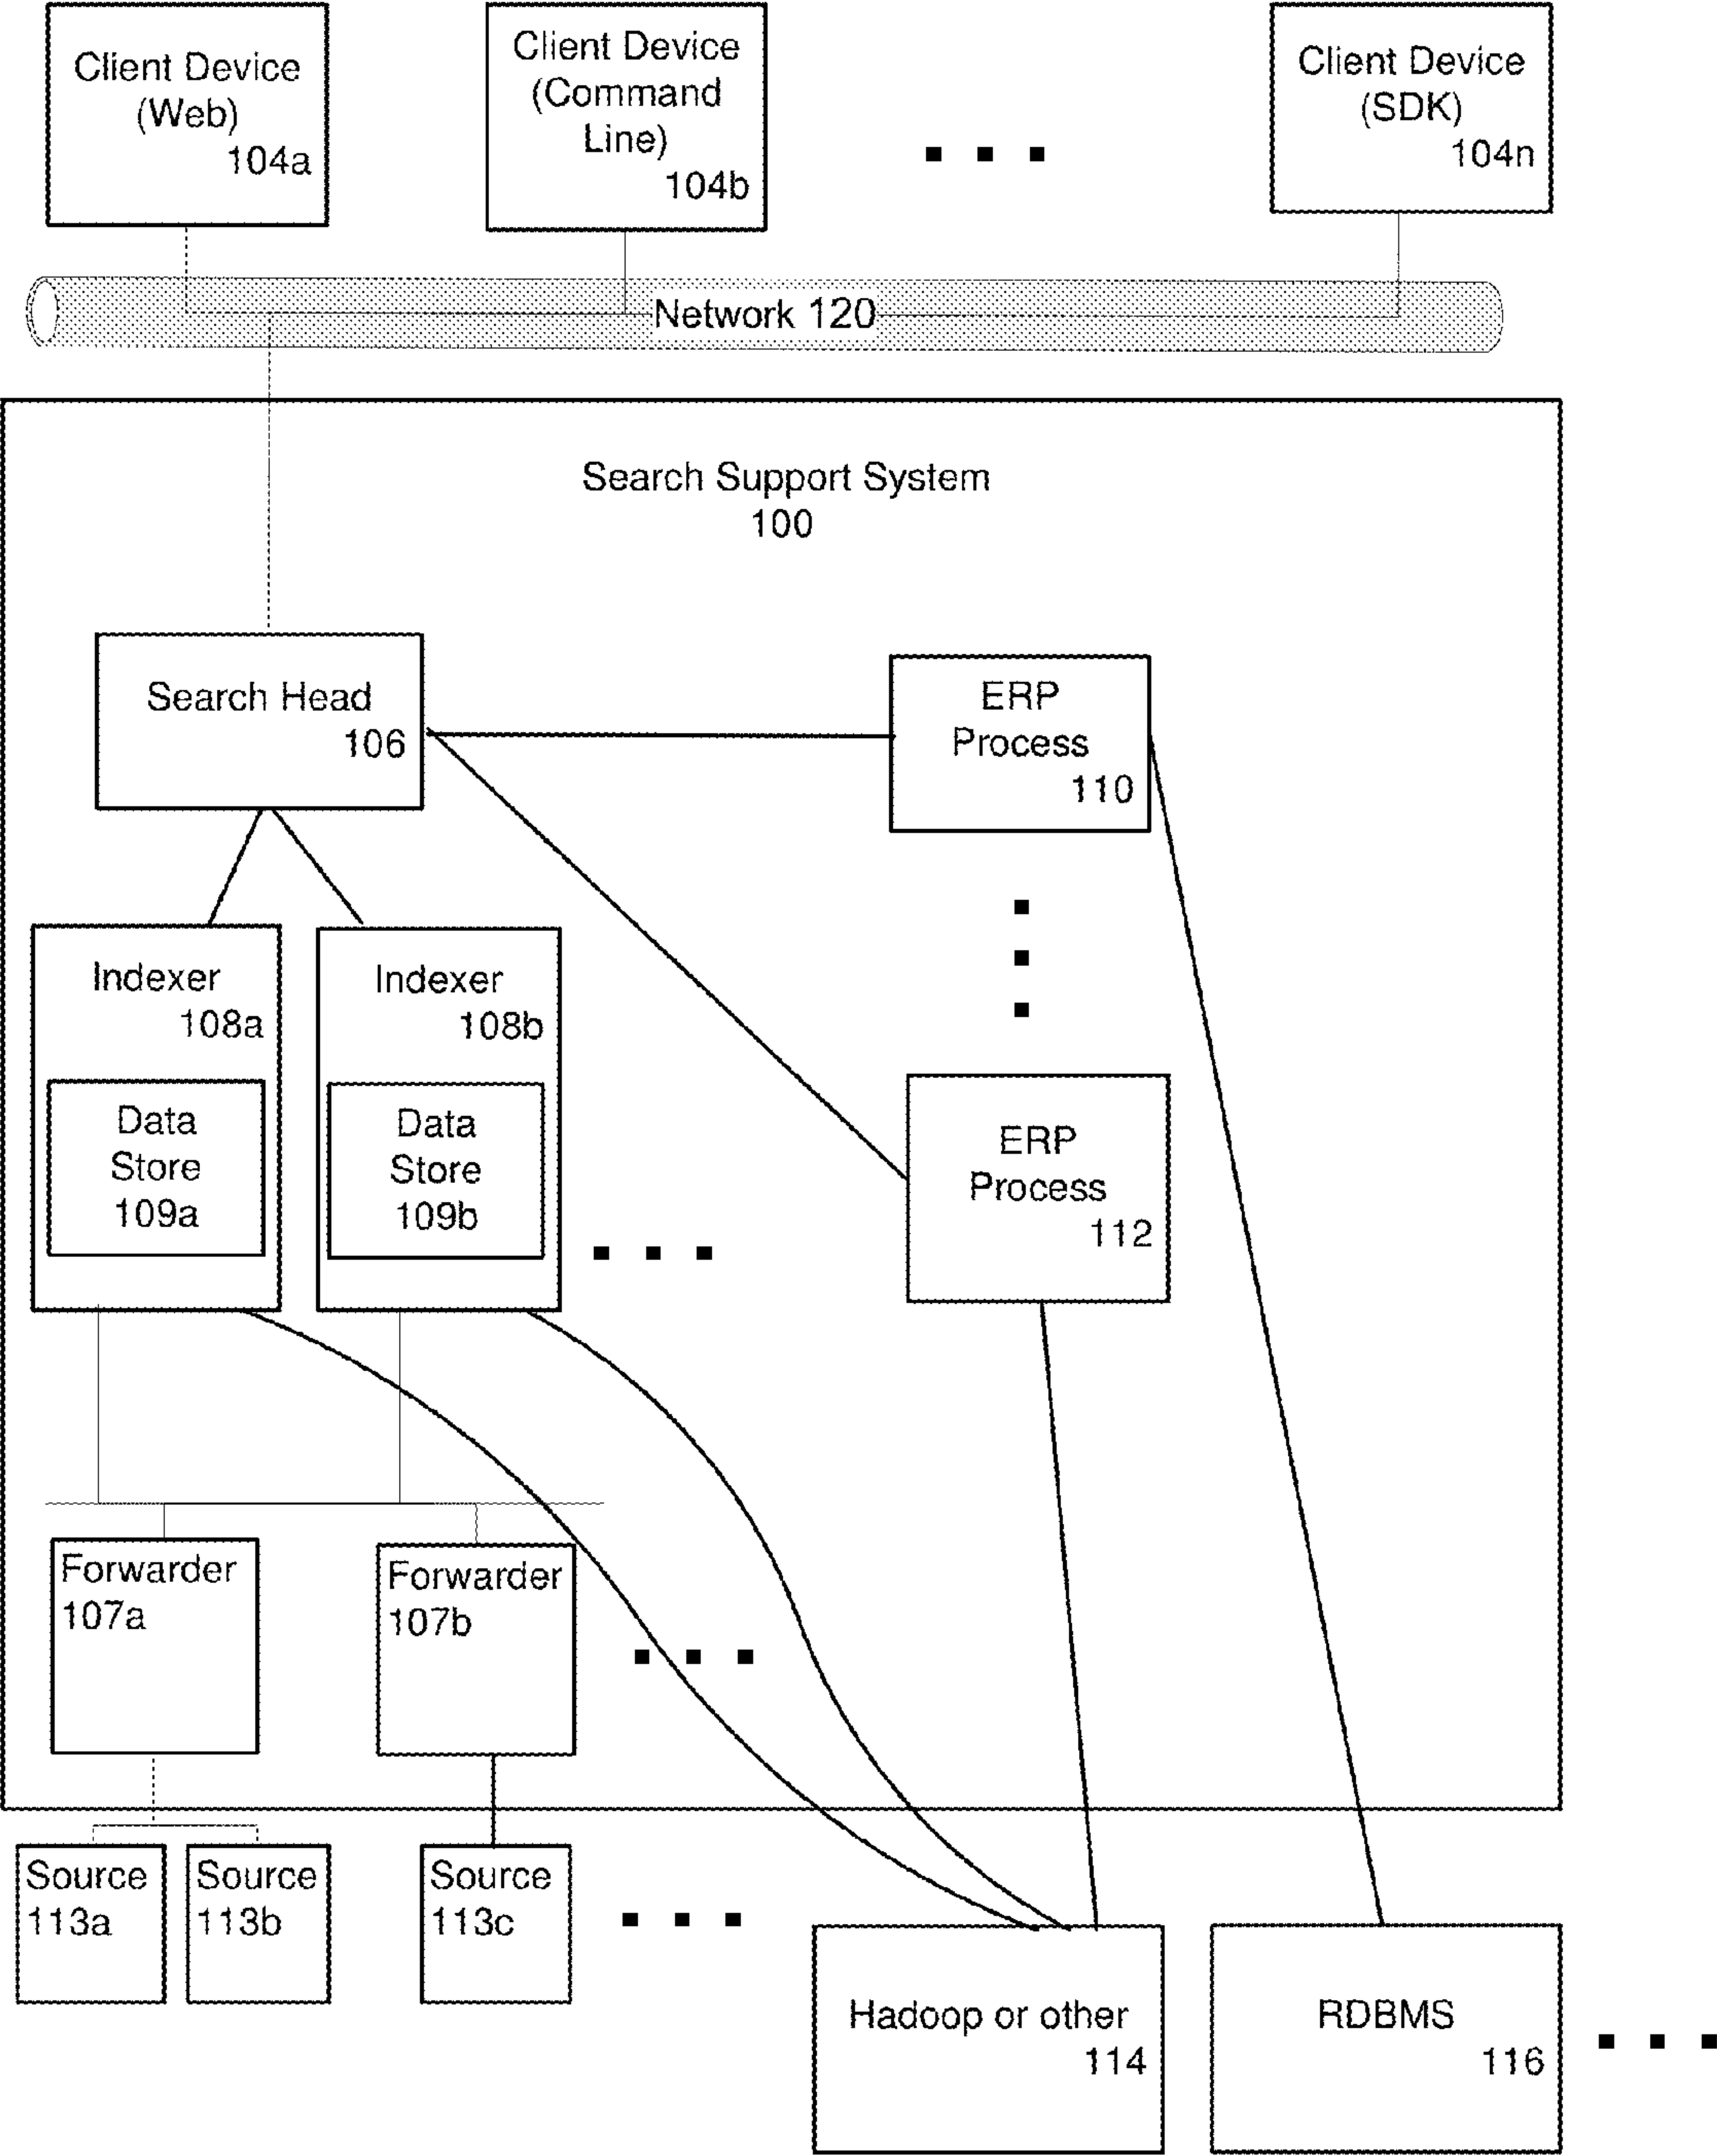 Client Device
(Web)
104a
Client Device
(Command
Line)
104b
Client Device
(SDK)
104n
Network 120
Search Support System
100
Search Head
106
ERP
Process
110
Indexer
108a
Data
Store
109a
Indexer
108b
Data
Store
109b
ERP
Process
112
Forwarder
107a
Forwarder
107b
Source
113a
Source
113b
Source
113c
Hadoop or other
114
RDBMS
116